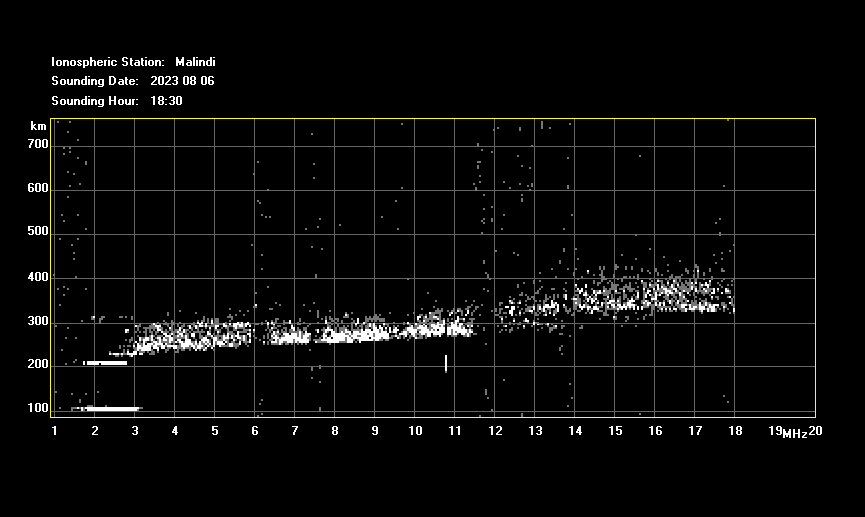 Ionospheric Station: Malindi
Sounding Date: 2023 08 06
Sounding Hour: 18:30
km
700
600
500
400
300
200
100
1 2 3 4 5 6 7 8 9 10 11 12 13 14 15 16 17 18 19 MHz 20